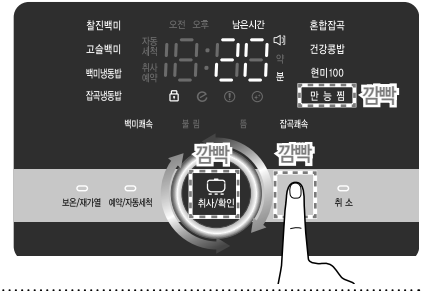 찰진백미 오전 오후 남은시간 혼합잡곡
고슬백미 자동세척 20 약 건강콩밥
백미냉동밥 취사예약 분 현미100
잡곡냉동밥 만능찜 깜빡
백미쾌속 불림 뜸 잡곡쾌속
깜빡 깜빡
보온/재가열 예약/자동세척 취사/확인 취소